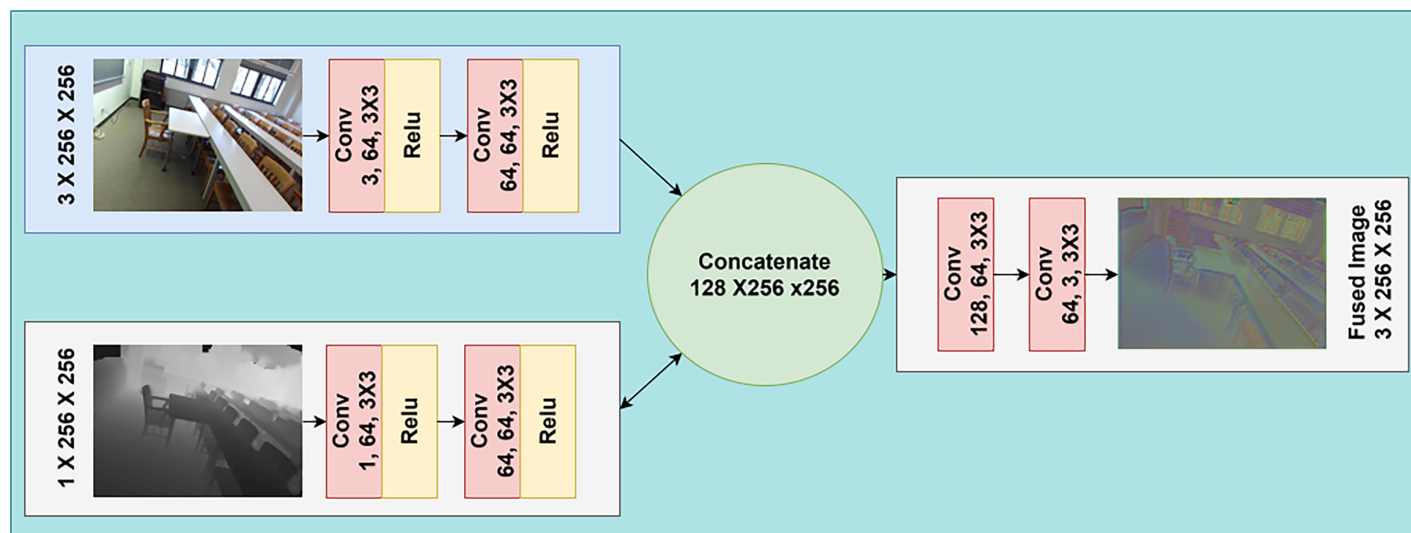 3 X 256 X 256
Conv
3, 64, 3X3
Relu
Conv
64, 64, 3X3
Relu
1 X 256 X 256
Conv
1, 64, 3X3
Relu
Conv
64, 64, 3X3
Relu
Concatenate
128 X256 x256
Conv
128, 64, 3X3
Conv
64, 3, 3X3
Fused Image
3 X 256 X 256